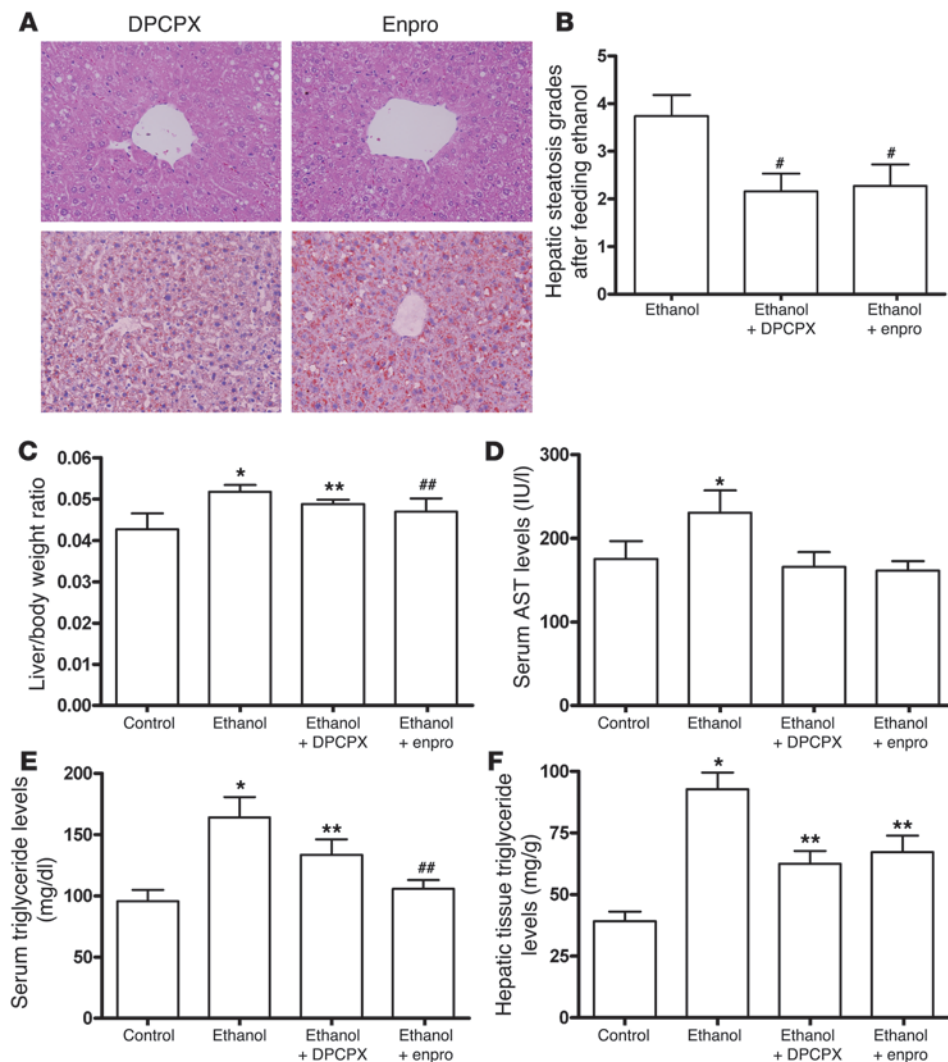 A
DPCPX
Enpro
B
Hepatic steatosis grades
after feeding ethanol
5
4
3
2
1
0
#
#
Ethanol
Ethanol
+ DPCPX
Ethanol
+ enpro
C
Liver/body weight ratio
0.06
0.05
0.04
0.03
0.02
0.01
0.00
*
**
##
Control
Ethanol
Ethanol
+ DPCPX
Ethanol
+ enpro
D
Serum AST levels (IU/l)
300
200
100
0
*
Control
Ethanol
Ethanol
+ DPCPX
Ethanol
+ enpro
E
Serum triglyceride levels
(mg/dl)
200
150
100
50
0
*
**
##
Control
Ethanol
Ethanol
+ DPCPX
Ethanol
+ enpro
F
Hepatic tissue triglyceride
levels (mg/g)
100
75
50
25
0
*
**
**
Control
Ethanol
Ethanol
+ DPCPX
Ethanol
+ enpro